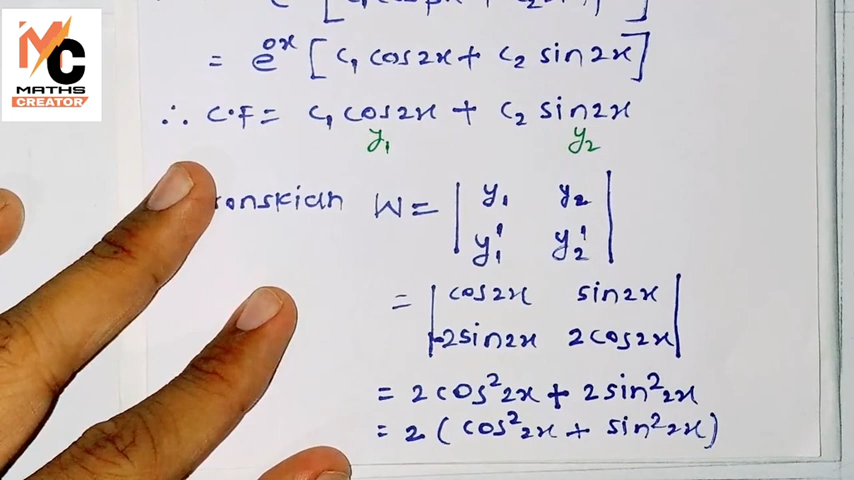 MC
MATHS
CREATOR
= e^{0x} [ C₁ cos2x + C₂ sin2x ]
∴ C.F = C₁ cos2x + C₂ sin2x
y₁ y₂
W = | y₁ y₂ |
| y₁' y₂' |
= | cos2x sin2x |
| -2sin2x 2cos2x |
= 2cos²2x + 2sin²2x
= 2 ( cos²2x + sin²2x )